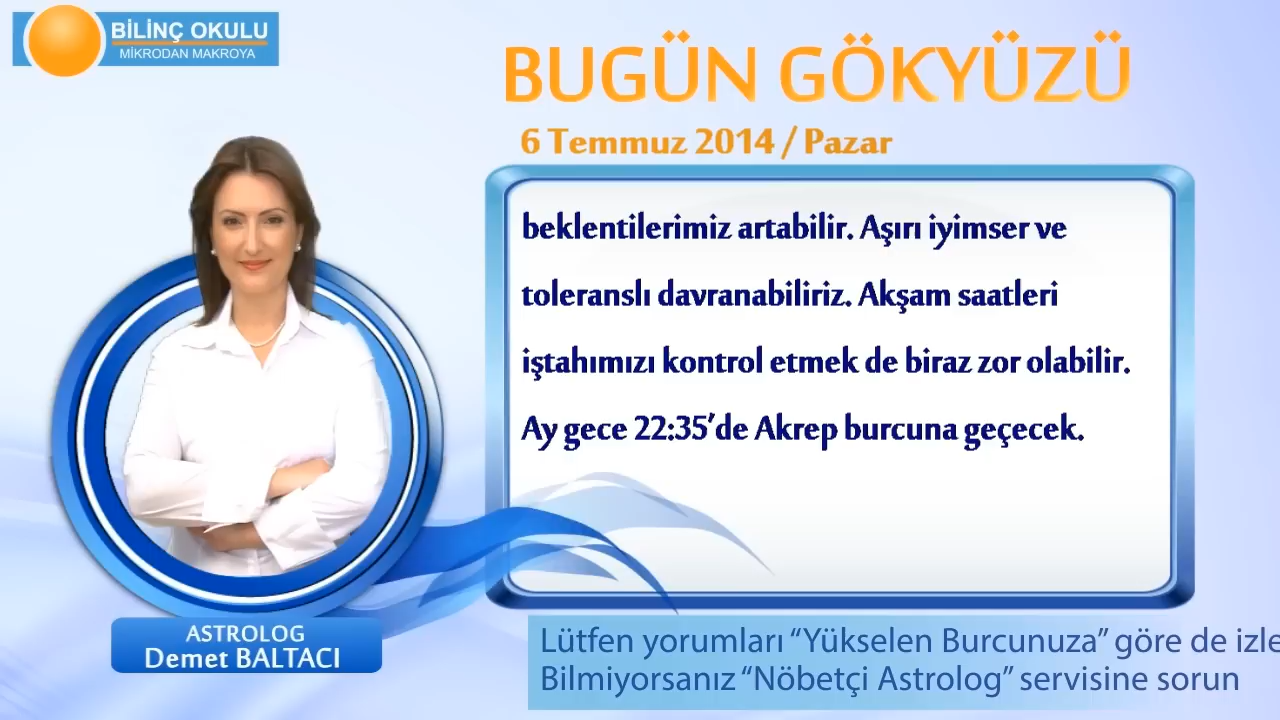 BİLİNÇ OKULU
MİKRODAN MAKROYA
BUGÜN GÖKYÜZÜ
6 Temmuz 2014 / Pazar
beklentilerimiz artabilir. Aşırı iyimser ve
toleranslı davranabiliriz. Akşam saatleri
iştahımızı kontrol etmek de biraz zor olabilir.
Ay gece 22:35’de Akrep burcuna geçecek.
ASTROLOG
Demet BALTACI
Lütfen yorumları “Yükselen Burcunuza” göre de izle
Bilmiyorsanız “Nöbetçi Astrolog” servisine sorun